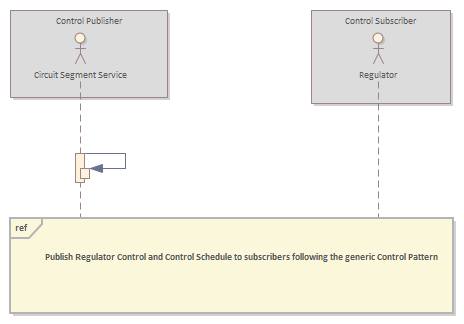 Control Publisher
Control Subscriber
Circuit Segment Service
Regulator
ref
Publish Regulator Control and Control Schedule to subscribers following the generic Control Pattern